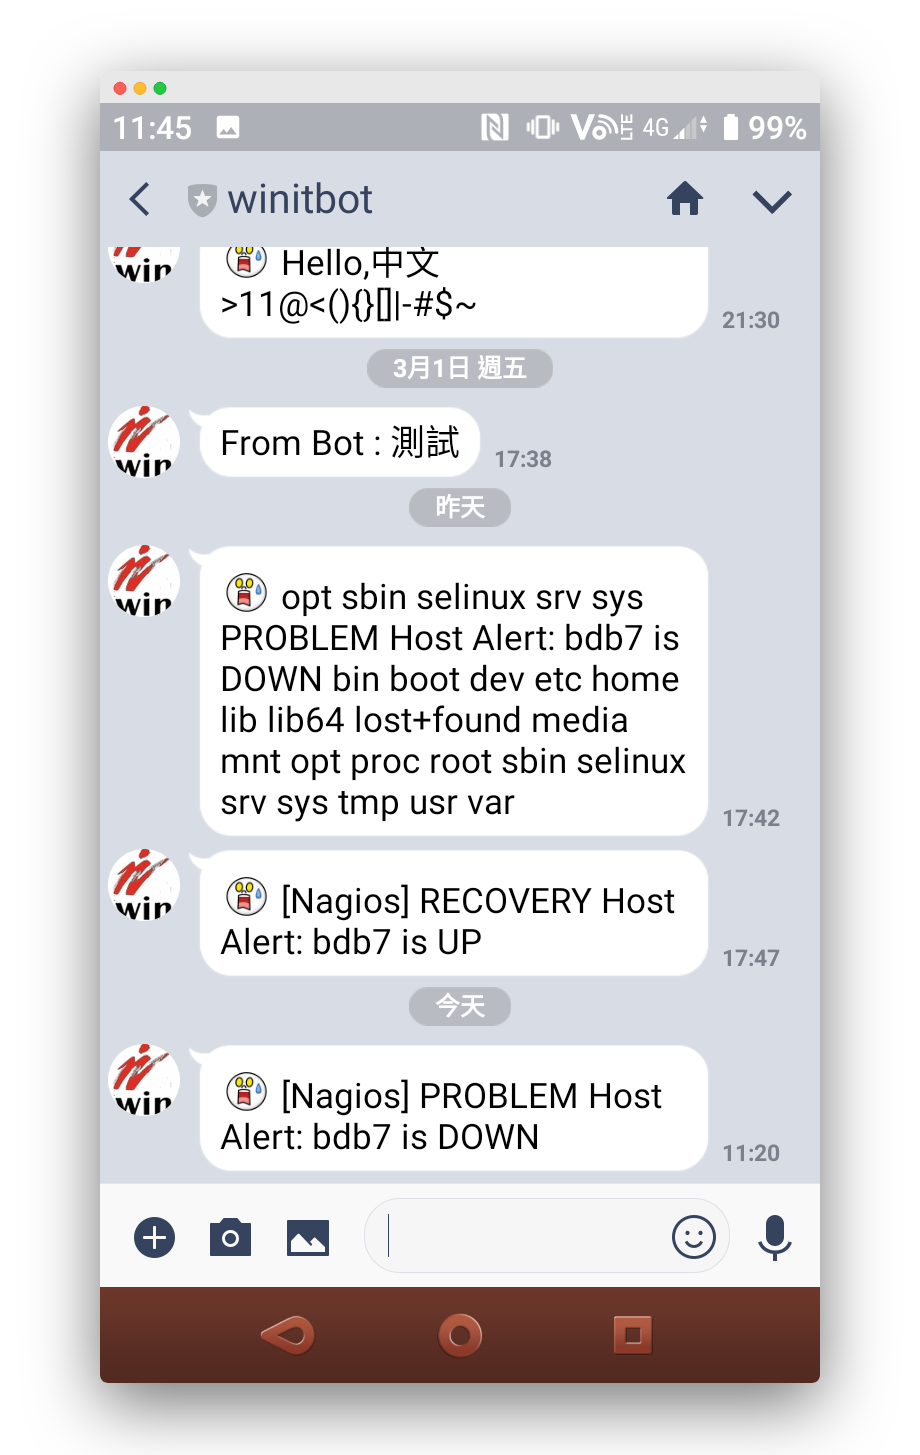 11:45 VoLTE 4G 99%
winitbot
win
Hello,中文
>11@<(){}[]|-#$~
21:30
3月1日 週五
win
From Bot : 測試
17:38
昨天
win
opt sbin selinux srv sys
PROBLEM Host Alert: bdb7 is
DOWN bin boot dev etc home
lib lib64 lost+found media
mnt opt proc root sbin selinux
srv sys tmp usr var
17:42
win
[Nagios] RECOVERY Host
Alert: bdb7 is UP
17:47
今天
win
[Nagios] PROBLEM Host
Alert: bdb7 is DOWN
11:20